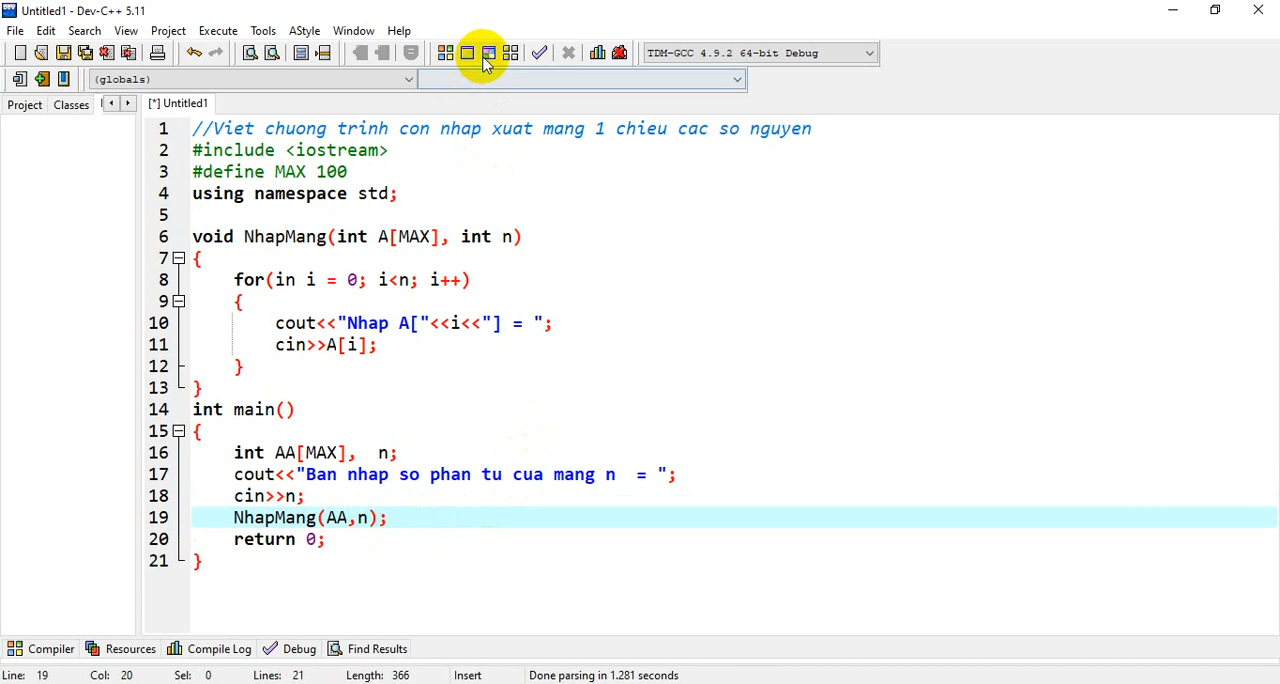 Untitled1 - Dev-C++ 5.11
File Edit Search View Project Execute Tools AStyle Window Help
TDM-GCC 4.9.2 64-bit Debug
(globals)
Project Classes [*] Untitled1
1 //Viet chuong trinh con nhap xuat mang 1 chieu cac so nguyen
2 #include <iostream>
3 #define MAX 100
4 using namespace std;
5
6 void NhapMang(int A[MAX], int n)
7 {
8 for(in i = 0; i<n; i++)
9 {
10 cout<<"Nhap A["<<i<<"] = ";
11 cin>>A[i];
12 }
13 }
14 int main()
15 {
16 int AA[MAX], n;
17 cout<<"Ban nhap so phan tu cua mang n = ";
18 cin>>n;
19 NhapMang(AA,n);
20 return 0;
21 }
Compiler Resources Compile Log Debug Find Results
Line: 19 Col: 20 Sel: 0 Lines: 21 Length: 366 Insert Done parsing in 1.281 seconds